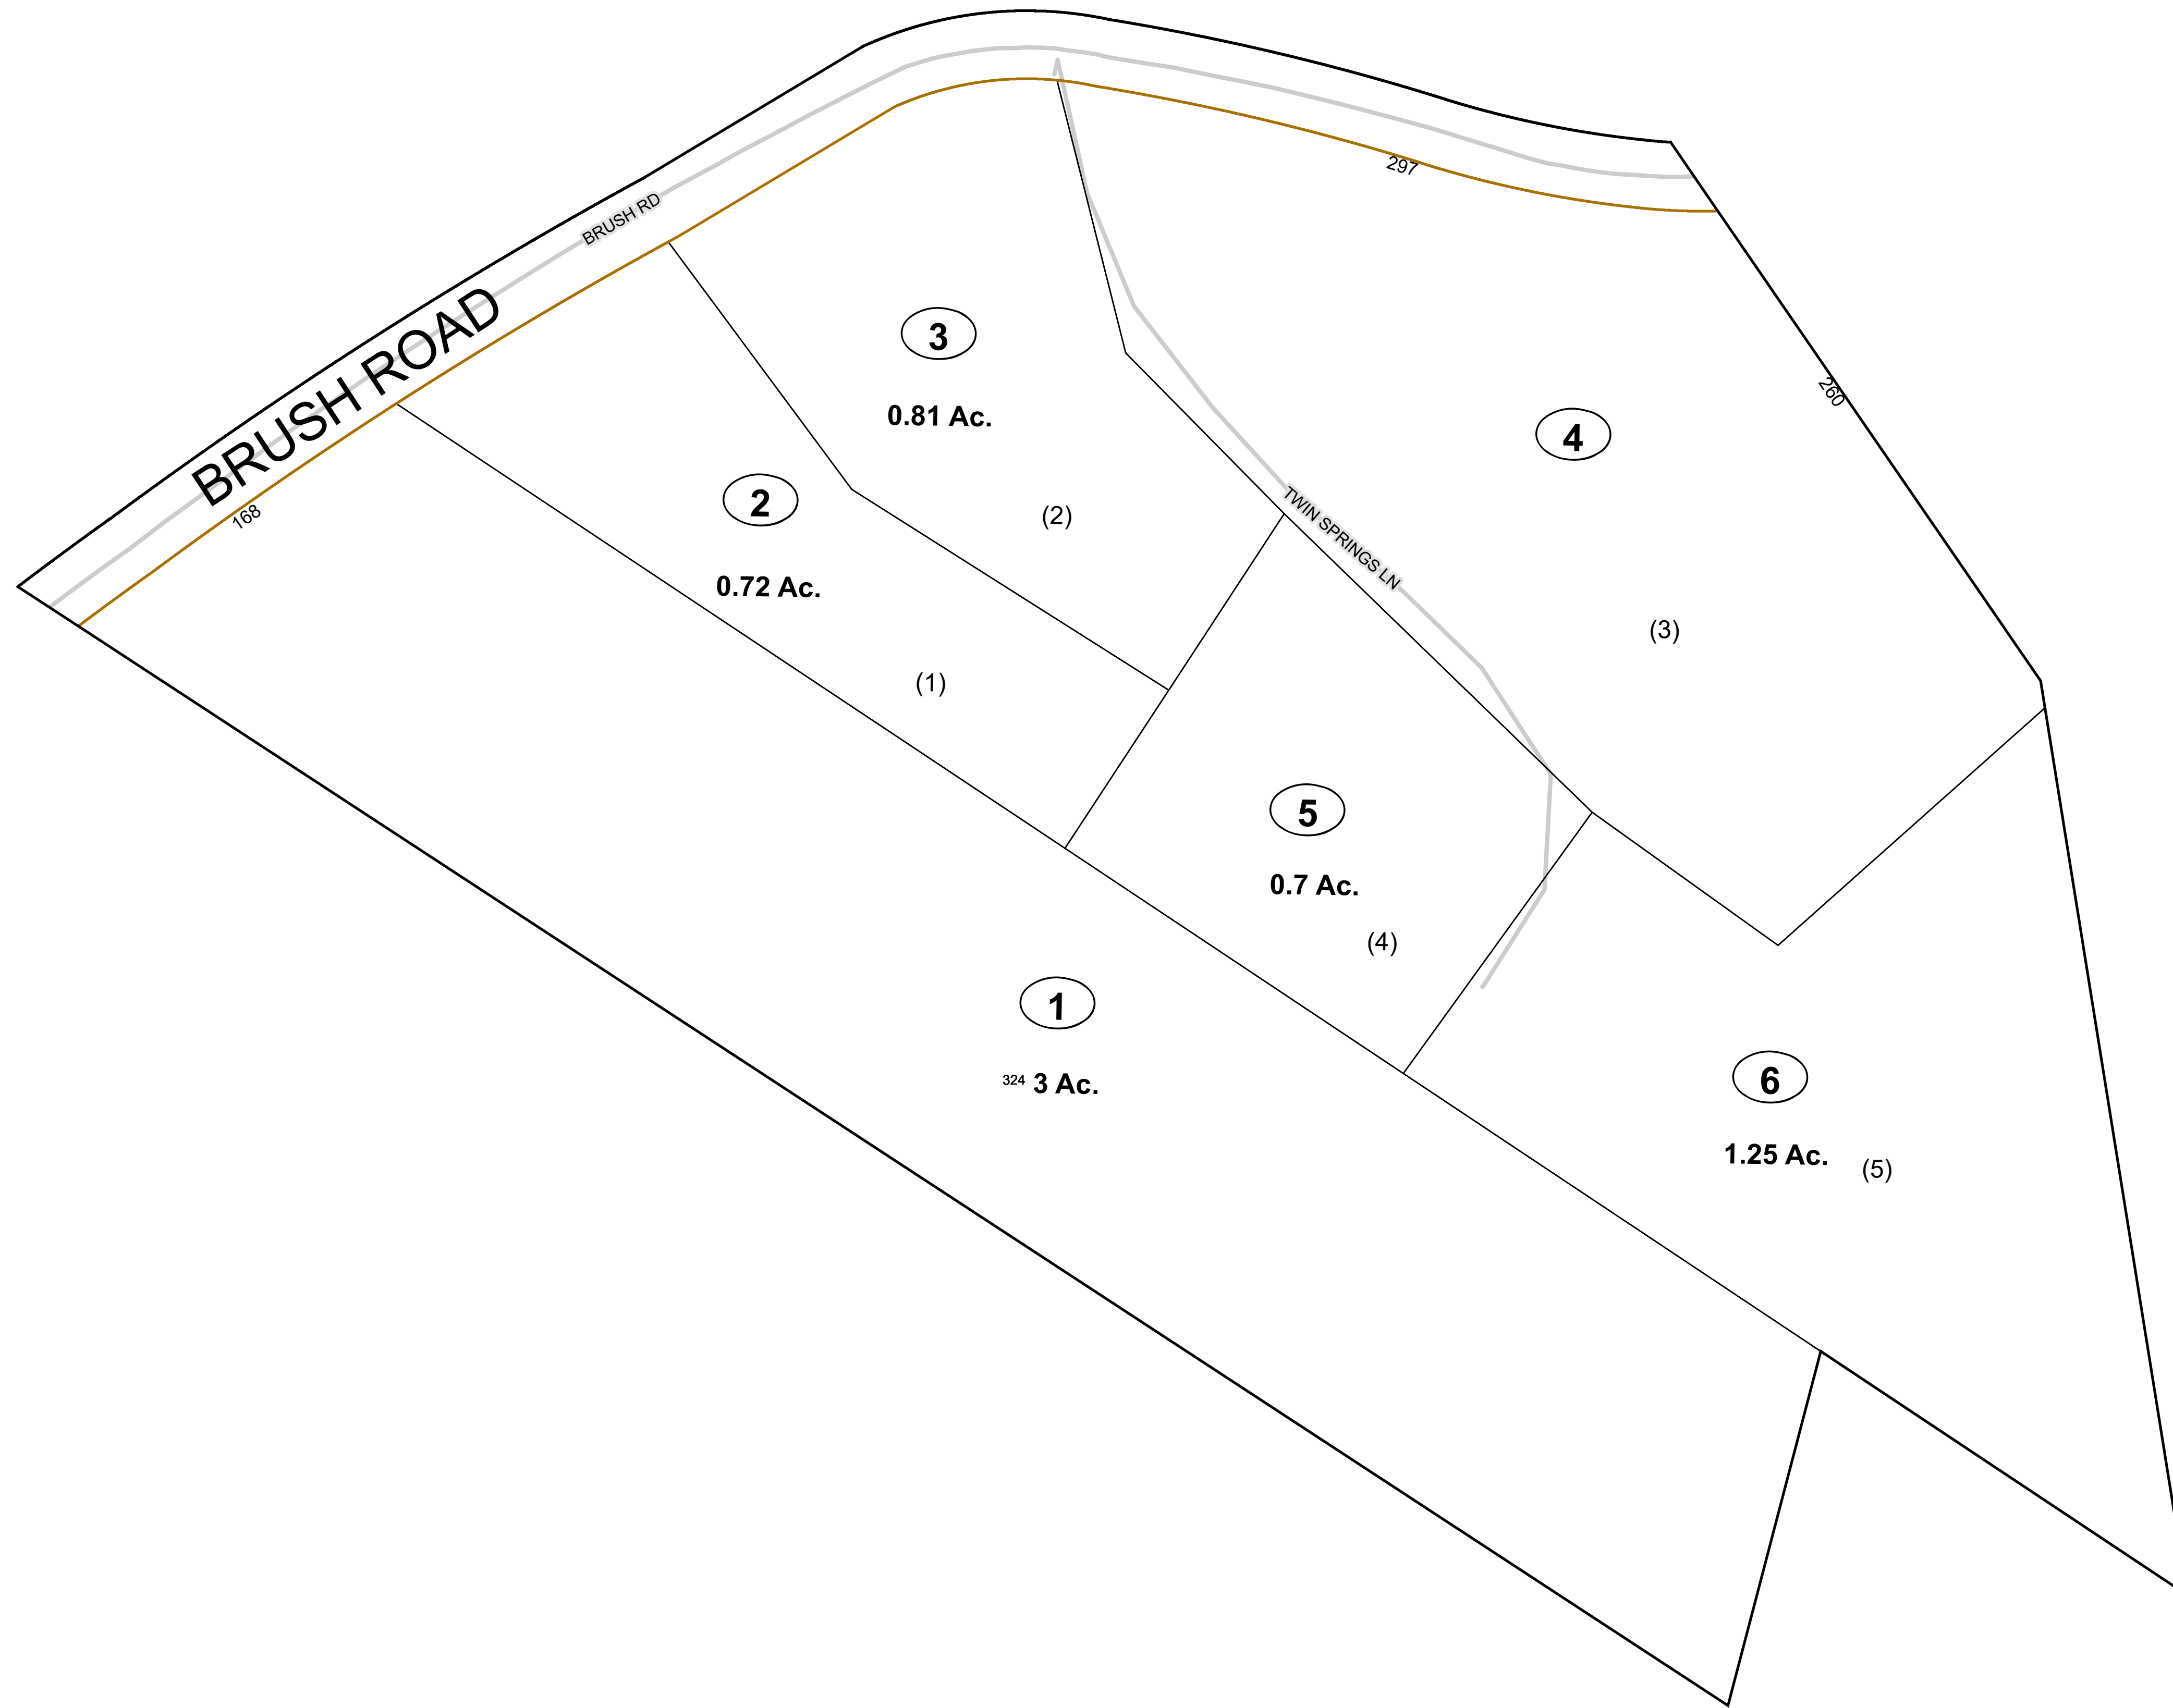 BRUSH RD
297
BRUSH ROAD
168
3
0.81 Ac.
260
4
2
(2)
TWIN SPRINGS LN
0.72 Ac.
(3)
(1)
5
0.7 Ac.
(4)
1
324 3 Ac.
6
1.25 Ac. (5)